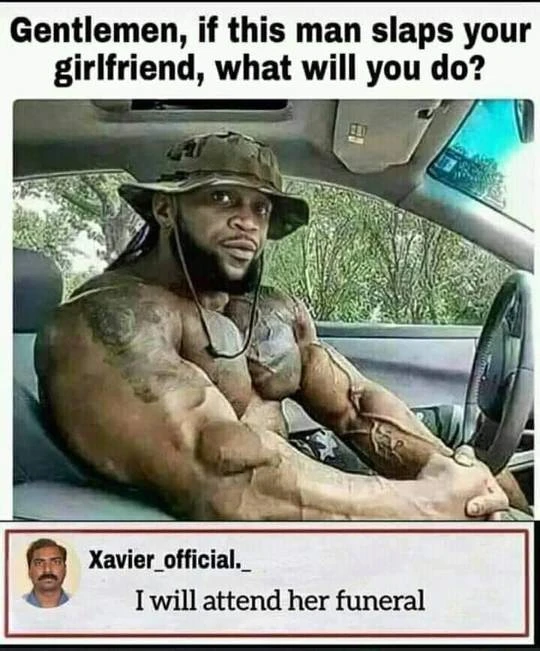 Gentlemen, if this man slaps your
girlfriend, what will you do?
Xavier_official._
I will attend her funeral